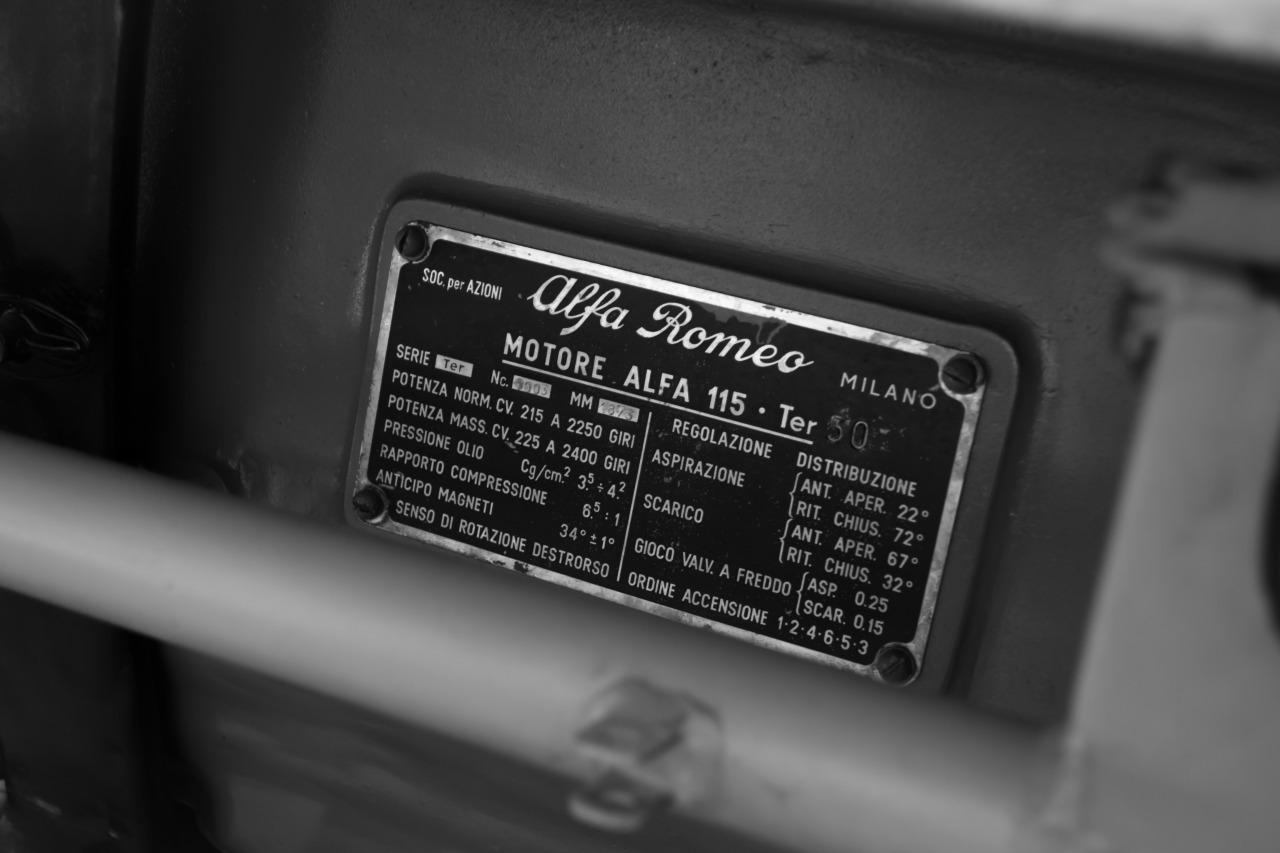 SOC. per AZIONI
Alfa Romeo
MILANO
MOTORE ALFA 115 · Ter 50
SERIE Ter Nc. MM
POTENZA NORM. CV. 215 A 2250 GIRI
POTENZA MASS. CV. 225 A 2400 GIRI
PRESSIONE OLIO Cg/cm.² 3⁵÷4.²
RAPPORTO COMPRESSIONE 6⁵:1
ANTICIPO MAGNETI 34°±1°
SENSO DI ROTAZIONE DESTRORSO
REGOLAZIONE DISTRIBUZIONE
ASPIRAZIONE {ANT. APER. 22°
RIT. CHIUS. 72°
SCARICO {ANT. APER. 67°
RIT. CHIUS. 32°
GIOCO VALV. A FREDDO {ASP. 0.25
SCAR. 0.15
ORDINE ACCENSIONE 1·2·4·6·5·3